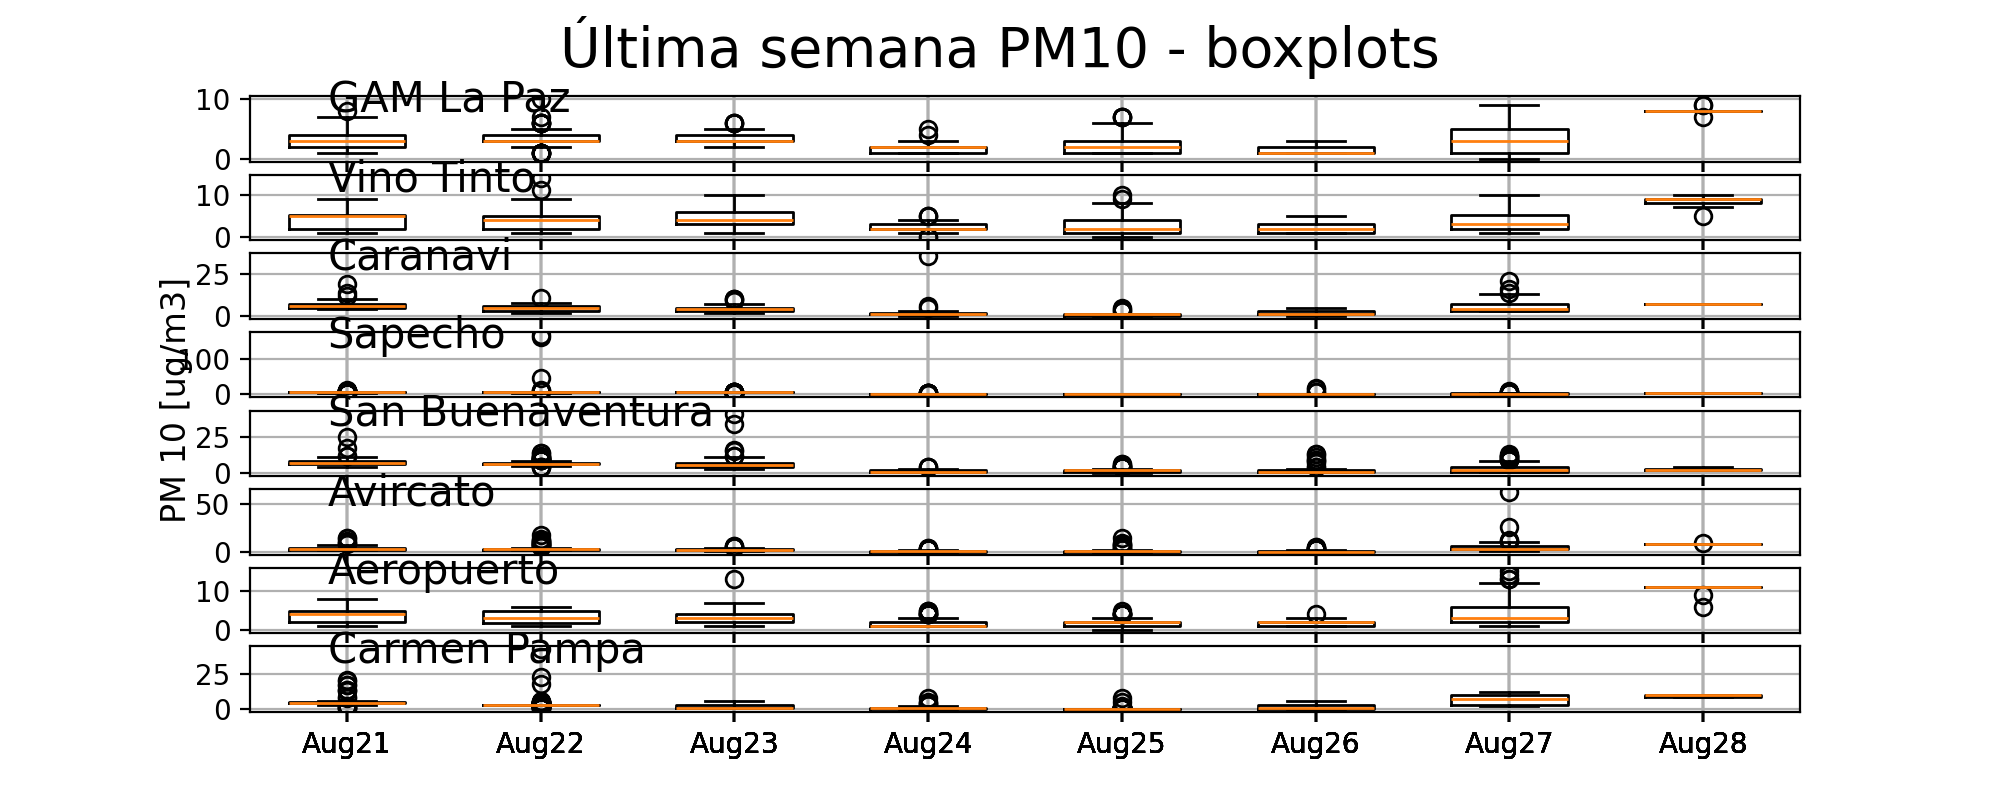 Última semana PM10 - boxplots
GAM La Paz
10
0
Vino Tinto
10
0
Caranavi
25
0
Sapecho
100
0
San Buenaventura
25
0
Avircato
50
0
Aeropuerto
10
0
Carmen Pampa
25
0
PM 10 [ug/m3]
Aug21 Aug22 Aug23 Aug24 Aug25 Aug26 Aug27 Aug28